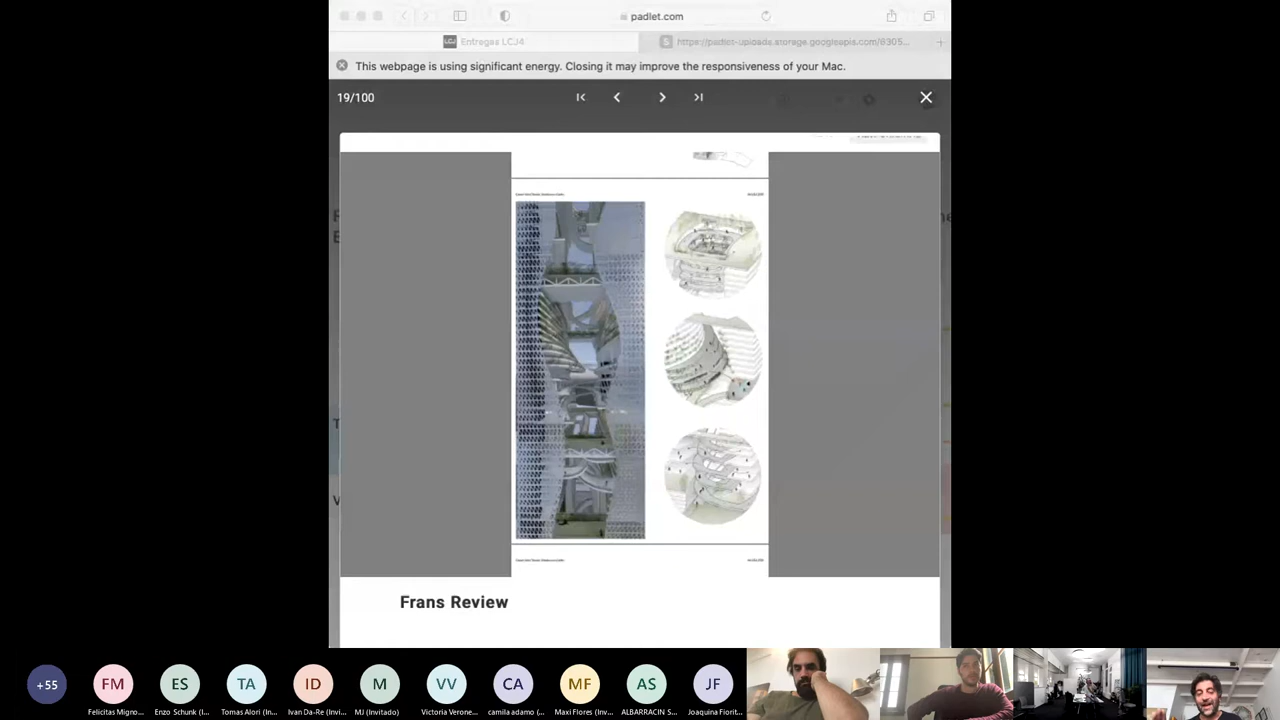 padlet.com
LCJ Entregas LCJ4
S https://padlet-uploads.storage.googleapis.com/8305...
This webpage is using significant energy. Closing it may improve the responsiveness of your Mac.
19/100
Frans Review
+55
FM
ES
TA
ID
M
VV
CA
MF
AS
JF
Felicitas Migno...
Enzo Schunk (I...
Tomas Alori (In...
Ivan Da-Re (Invi...
MJ (Invitado)
Victoria Verone...
camila adamo (...
Maxi Flores (Inv...
ALBARRACIN S...
Joaquina Fiorit...